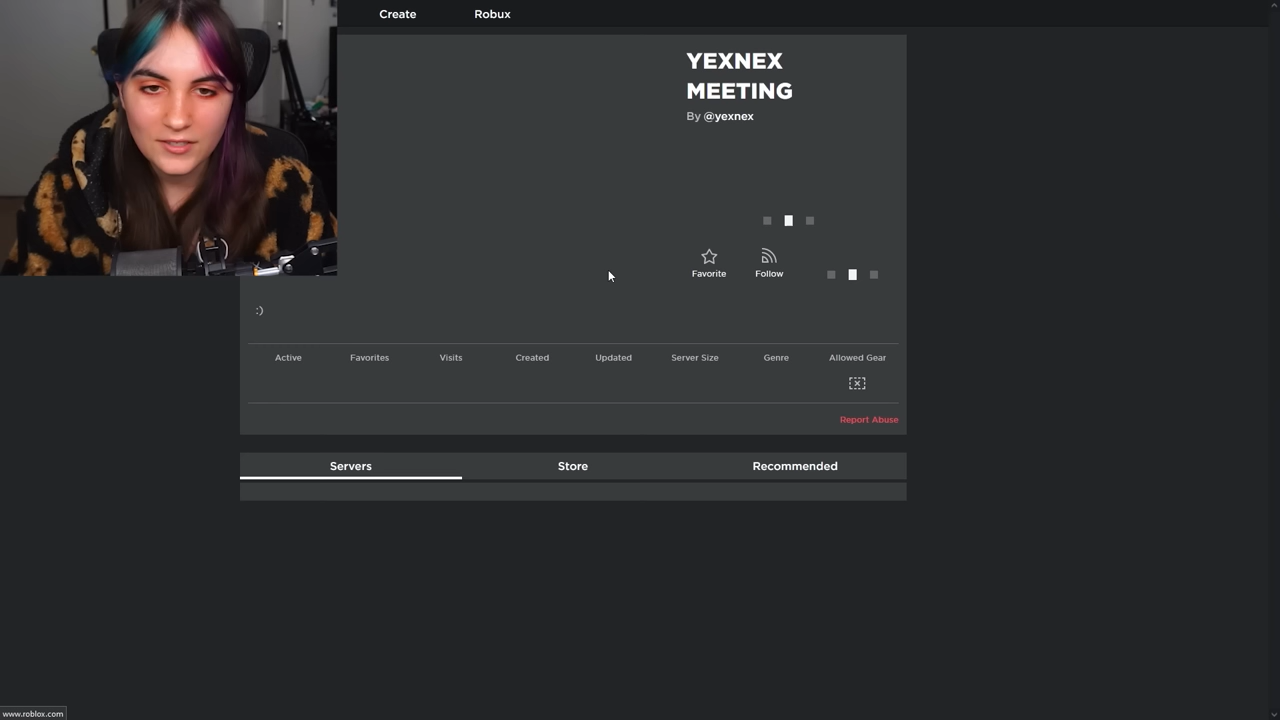 Create Robux
YEXNEX
MEETING
By @yexnex
Favorite Follow
:)
Active Favorites Visits Created Updated Server Size Genre Allowed Gear
Report Abuse
Servers Store Recommended
www.roblox.com